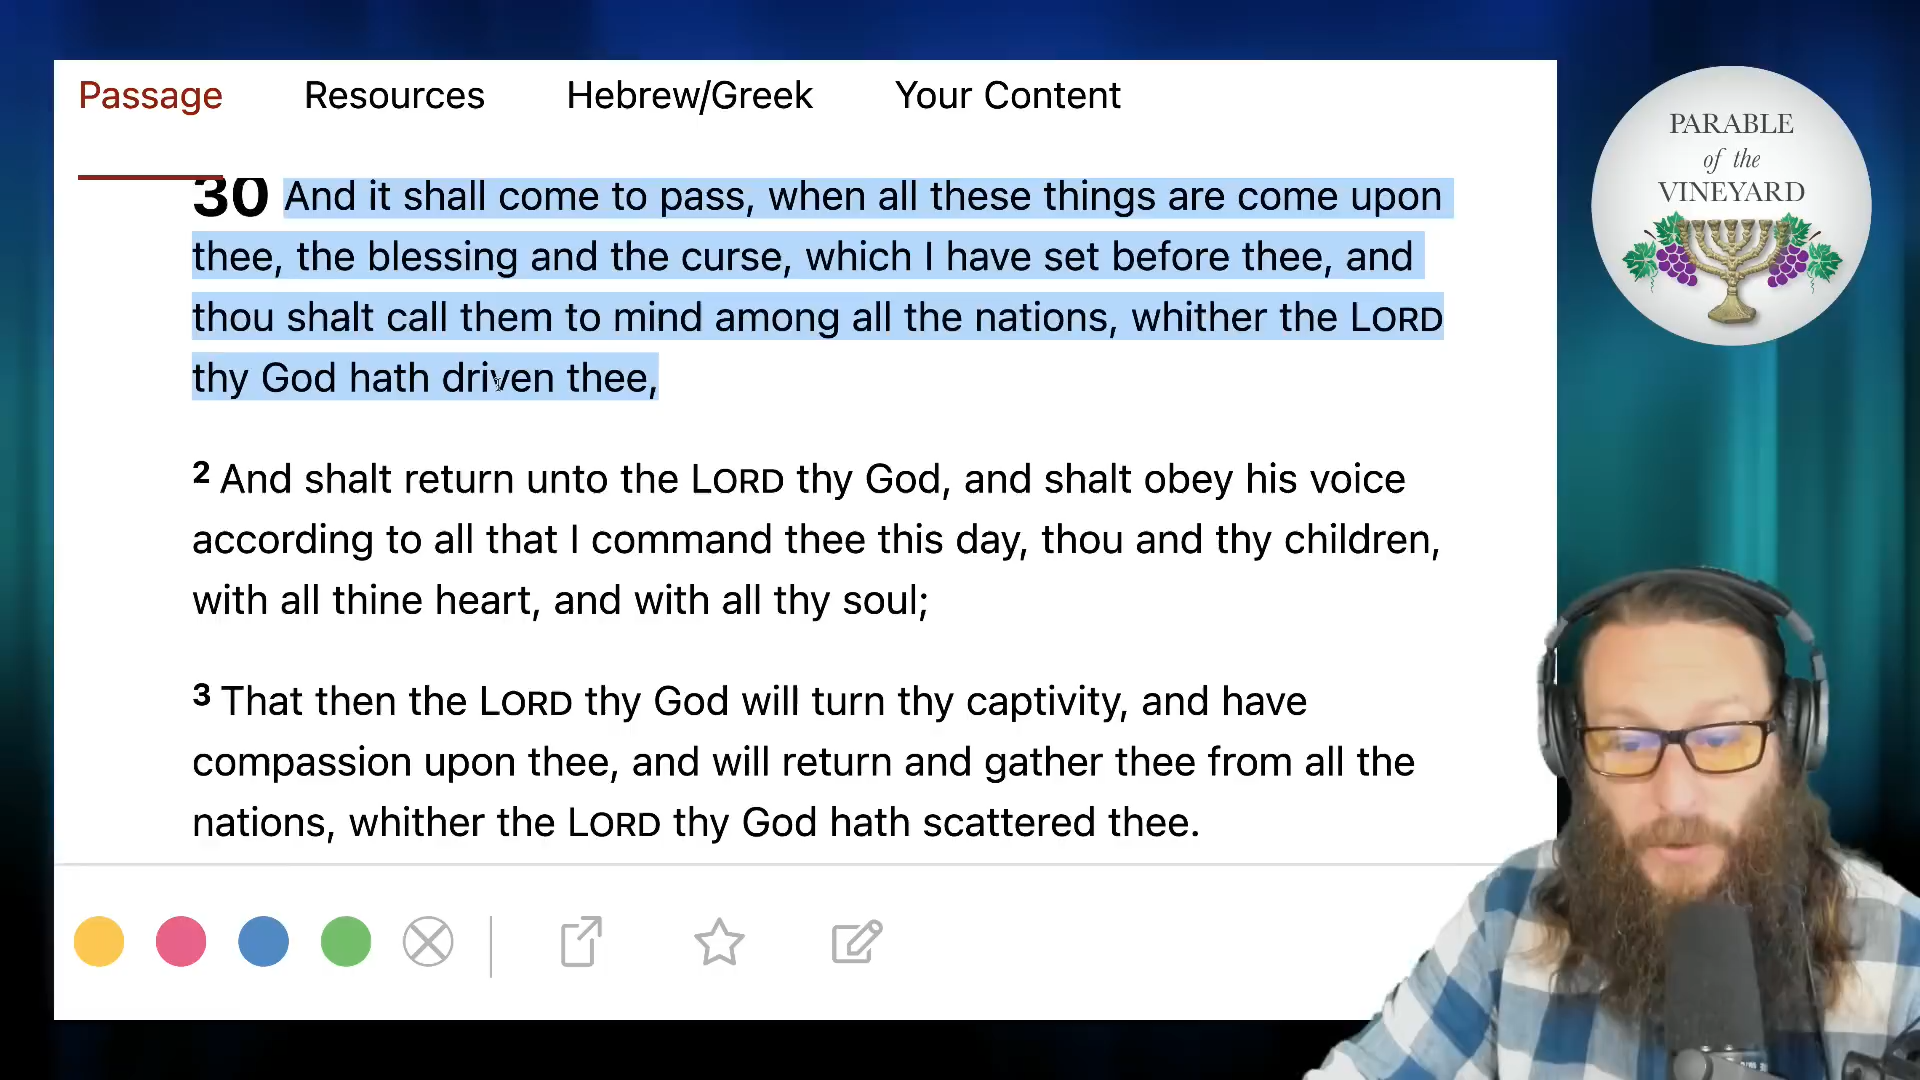 Passage Resources Hebrew/Greek Your Content
PARABLE
of the
VINEYARD
30 And it shall come to pass, when all these things are come upon
thee, the blessing and the curse, which I have set before thee, and
thou shalt call them to mind among all the nations, whither the LORD
thy God hath driven thee,
2 And shalt return unto the LORD thy God, and shalt obey his voice
according to all that I command thee this day, thou and thy children,
with all thine heart, and with all thy soul;
3 That then the LORD thy God will turn thy captivity, and have
compassion upon thee, and will return and gather thee from all the
nations, whither the LORD thy God hath scattered thee.